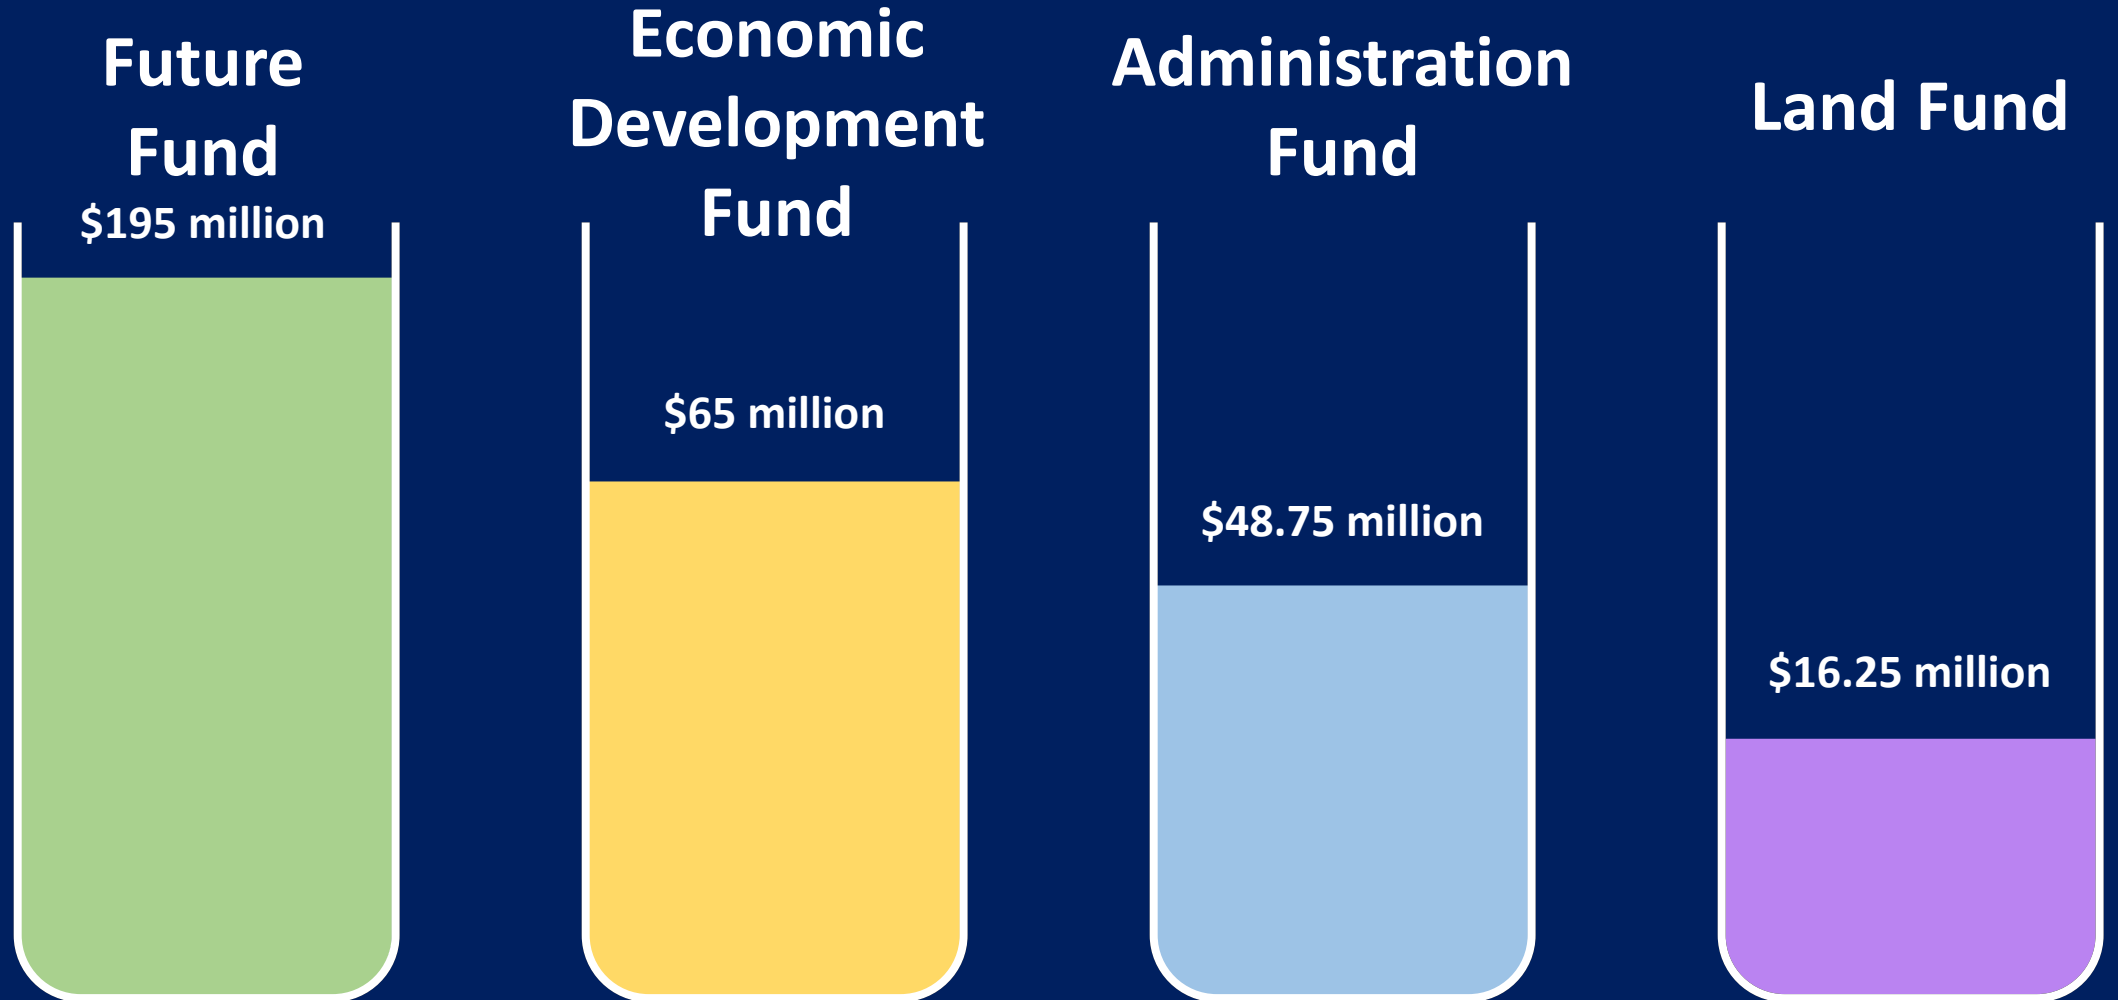 Future
Fund
$195 million
Economic
Development
Fund
$65 million
Administration
Fund
$48.75 million
Land Fund
$16.25 million